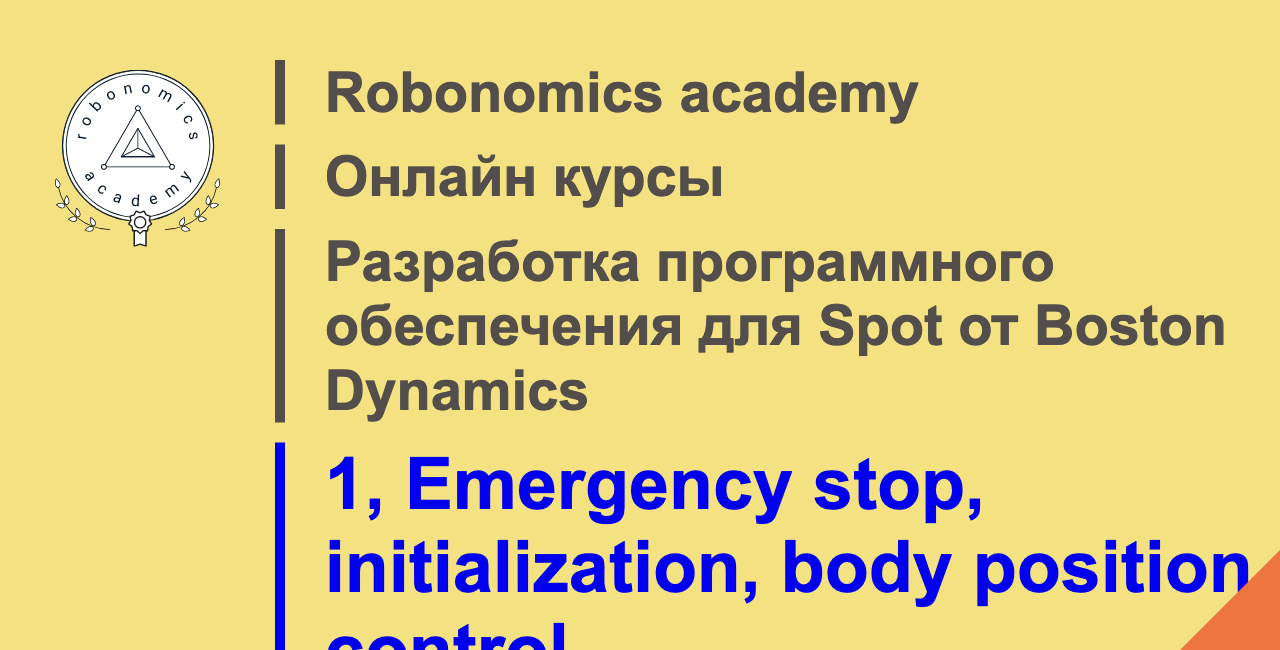 robonomics
academy
Robonomics academy
Онлайн курсы
Разработка программного
обеспечения для Spot от Boston
Dynamics
1, Emergency stop,
initialization, body position
control